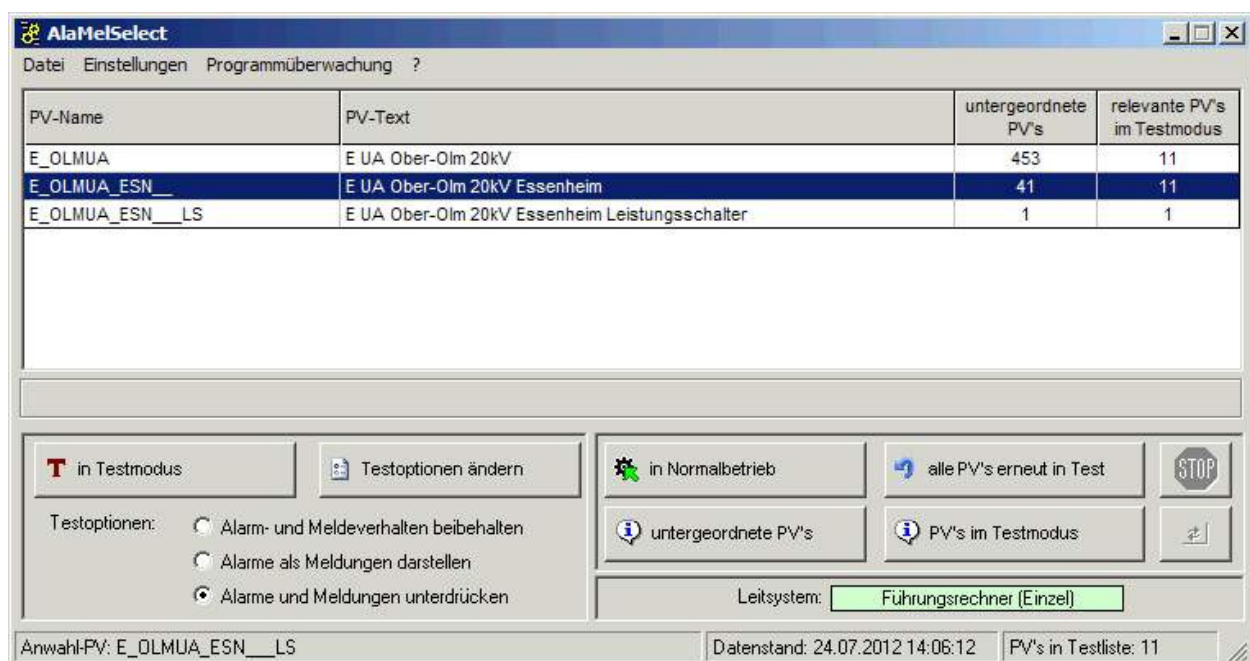 AlaMelSelect
Datei Einstellungen Programmüberwachung ?
PV-Name PV-Text untergeordnete PV's relevante PV's im Testmodus
E_OLMUA E UA Ober-Olm 20kV 453 11
E_OLMUA_ESN__ E UA Ober-Olm 20kV Essenheim 41 11
E_OLMUA_ESN___LS E UA Ober-Olm 20kV Essenheim Leistungsschalter 1 1
T in Testmodus Testoptionen ändern
in Normalbetrieb alle PV's erneut in Test STOP
Testoptionen: Alarm- und Meldeverhalten beibehalten
Alarme als Meldungen darstellen
Alarme und Meldungen unterdrücken
untergeordnete PV's PV's im Testmodus
Leitsystem: Führungsrechner (Einzel)
Anwahl-PV: E_OLMUA_ESN___LS Datenstand: 24.07.2012 14:06:12 PV's in Testliste: 11